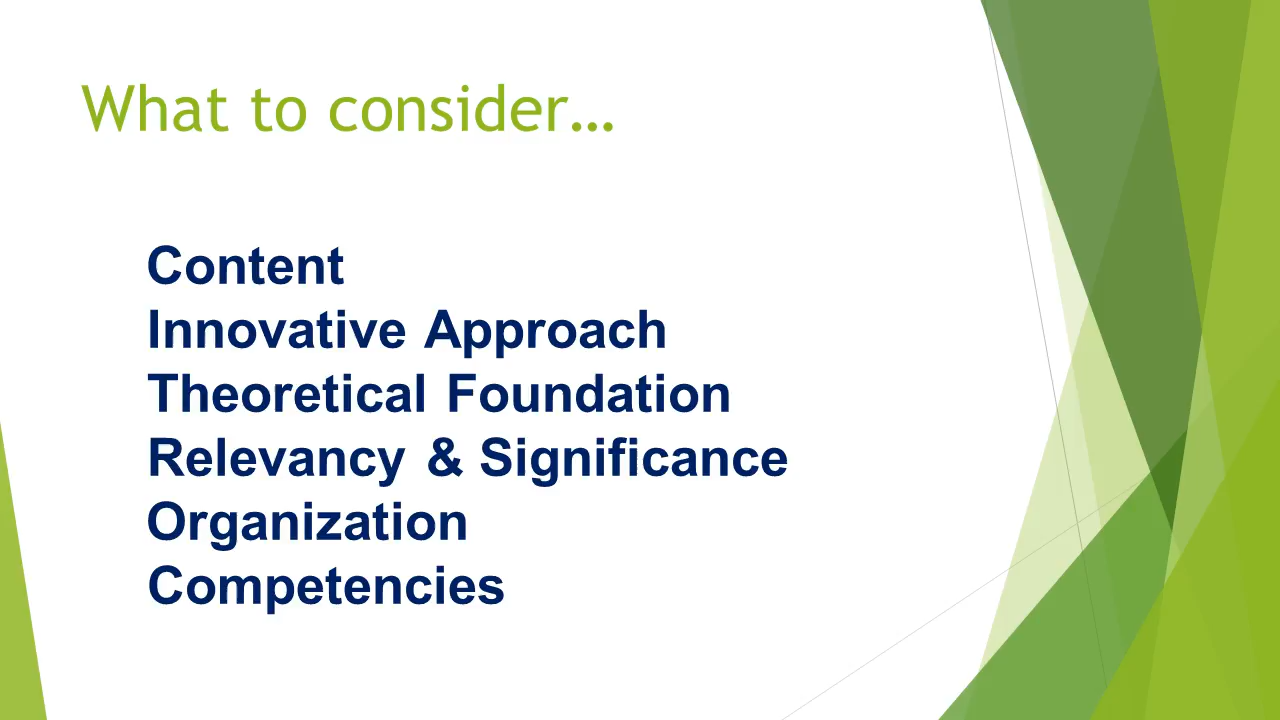 What to consider…
Content
Innovative Approach
Theoretical Foundation
Relevancy & Significance
Organization
Competencies